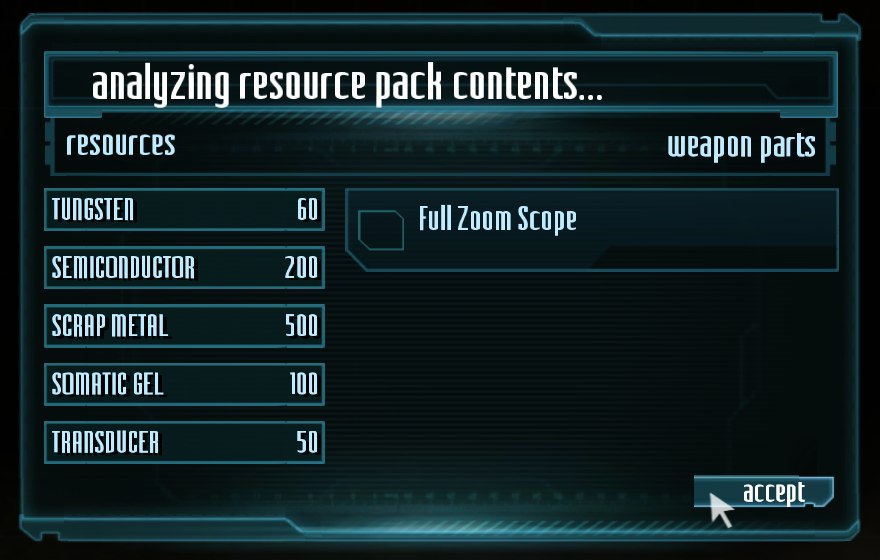 analyzing resource pack contents...
resources
weapon parts
TUNGSTEN 60
SEMICONDUCTOR 200
SCRAP METAL 500
SOMATIC GEL 100
TRANSDUCER 50
Full Zoom Scope
accept